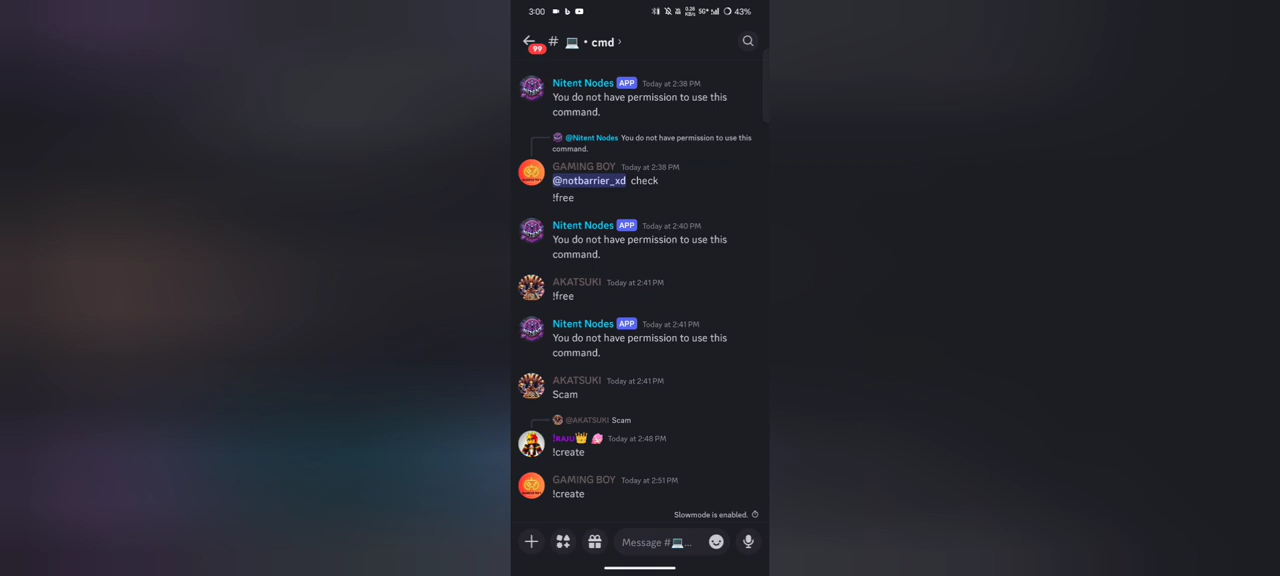 3:00 0.28 KB/S 5G+ 43%
99 # 💻 • cmd ›
Nitent Nodes APP Today at 2:38 PM
You do not have permission to use this
command.
@Nitent Nodes You do not have permission to use this
command.
GAMING BOY Today at 2:38 PM
@notbarrier_xd check
!free
Nitent Nodes APP Today at 2:40 PM
You do not have permission to use this
command.
AKATSUKI Today at 2:41 PM
!free
Nitent Nodes APP Today at 2:41 PM
You do not have permission to use this
command.
AKATSUKI Today at 2:41 PM
Scam
@AKATSUKI Scam
!RAJU👑 Today at 2:48 PM
!create
GAMING BOY Today at 2:51 PM
!create
Slowmode is enabled.
Message #💻...